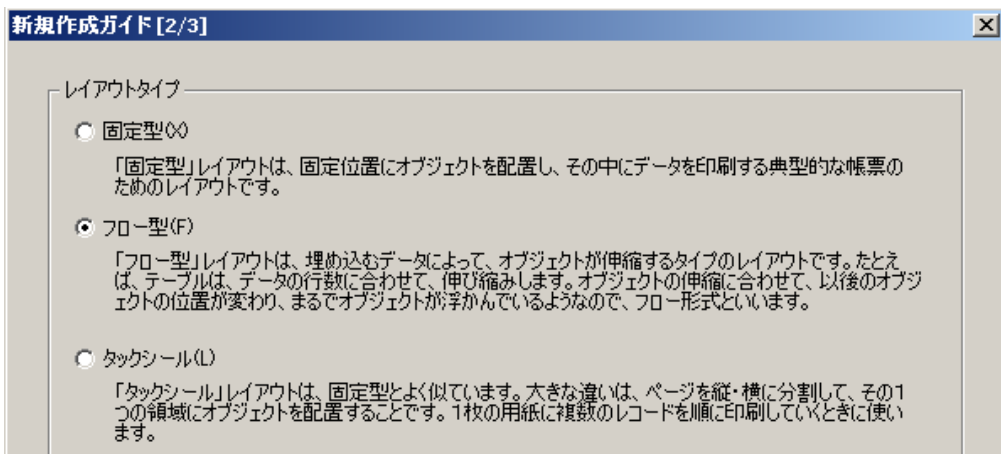 新規作成ガイド[2/3]
レイアウトタイプ
固定型(X)
「固定型」レイアウトは、固定位置にオブジェクトを配置し、その中にデータを印刷する典型的な帳票の
ためのレイアウトです。
フロー型(F)
「フロー型」レイアウトは、埋め込むデータによって、オブジェクトが伸縮するタイプのレイアウトです。たとえ
ば、テーブルは、データの行数に合わせて、伸び縮みします。オブジェクトの伸縮に合わせて、以後のオブジ
ェクトの位置が変わり、まるでオブジェクトが浮かんでいるようなので、フロー形式といいます。
タックシール(L)
「タックシール」レイアウトは、固定型とよく似ています。大きな違いは、ページを縦・横に分割して、その1
つの領域にオブジェクトを配置することです。1枚の用紙に複数のレコードを順に印刷していくときに使い
ます。